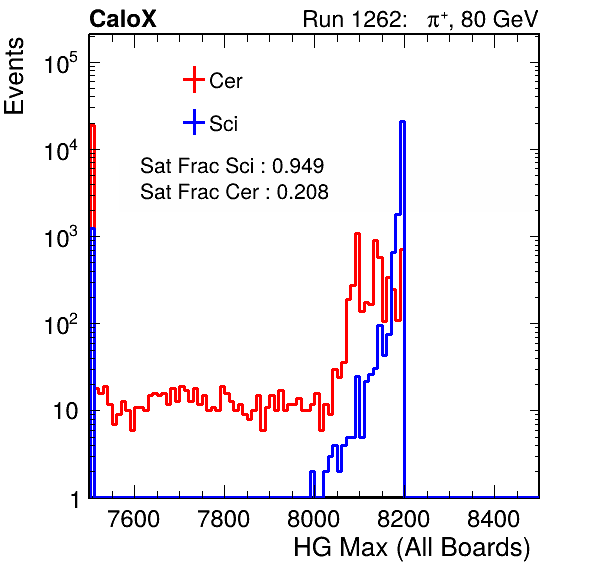 CaloX Run 1262: π⁺, 80 GeV
Events
Cer
Sci
Sat Frac Sci : 0.949
Sat Frac Cer : 0.208
10⁵
10⁴
10³
10²
10
1
7600 7800 8000 8200 8400
HG Max (All Boards)